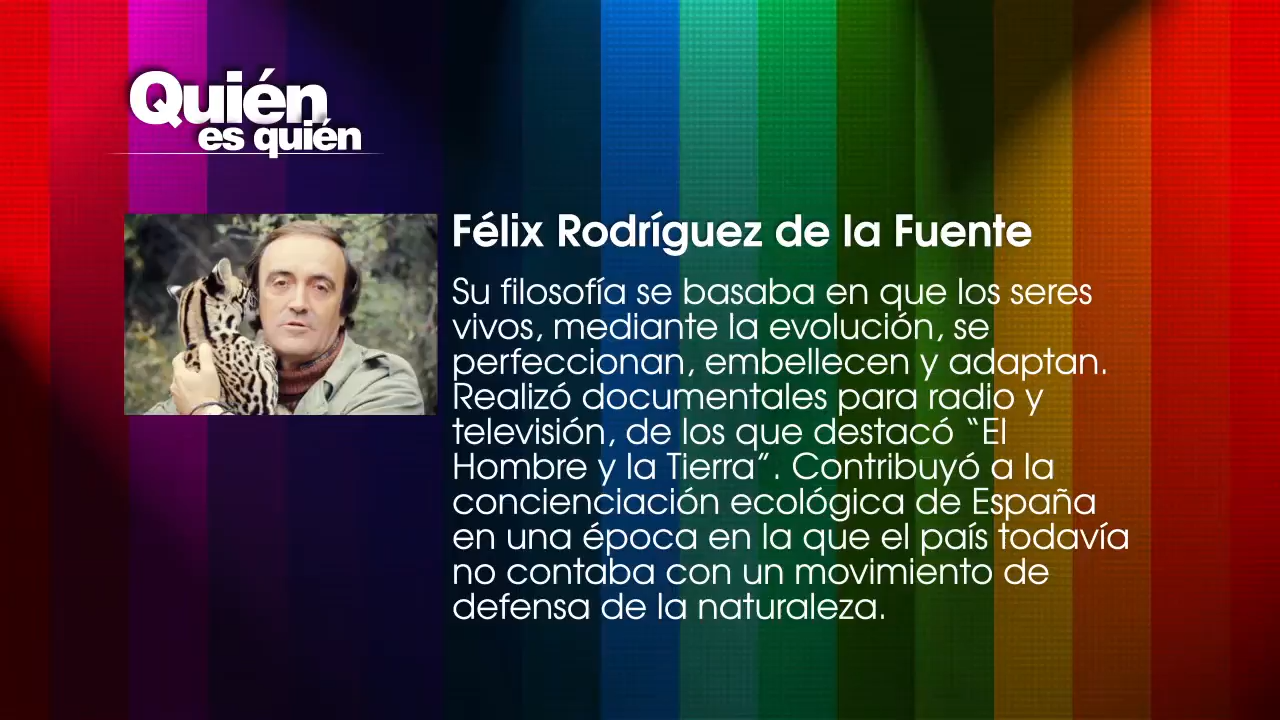 Quién
es quién
Félix Rodríguez de la Fuente
Su filosofía se basaba en que los seres
vivos, mediante la evolución, se
perfeccionan, embellecen y adaptan.
Realizó documentales para radio y
televisión, de los que destacó “El
Hombre y la Tierra”. Contribuyó a la
concienciación ecológica de España
en una época en la que el país todavía
no contaba con un movimiento de
defensa de la naturaleza.